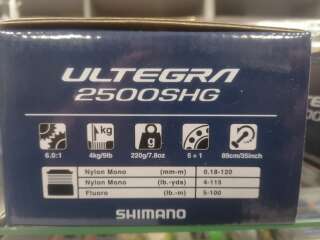 ULTEGRA
2500SHG
kg
g
6.0:1 4kg/9lb 220g/7.8oz 5 + 1 89cm/35inch
Nylon Mono (mm-m) 0.18-120
Nylon Mono (lb.-yds) 4-115
Fluoro (lb.-m) 5-100
SHIMANO